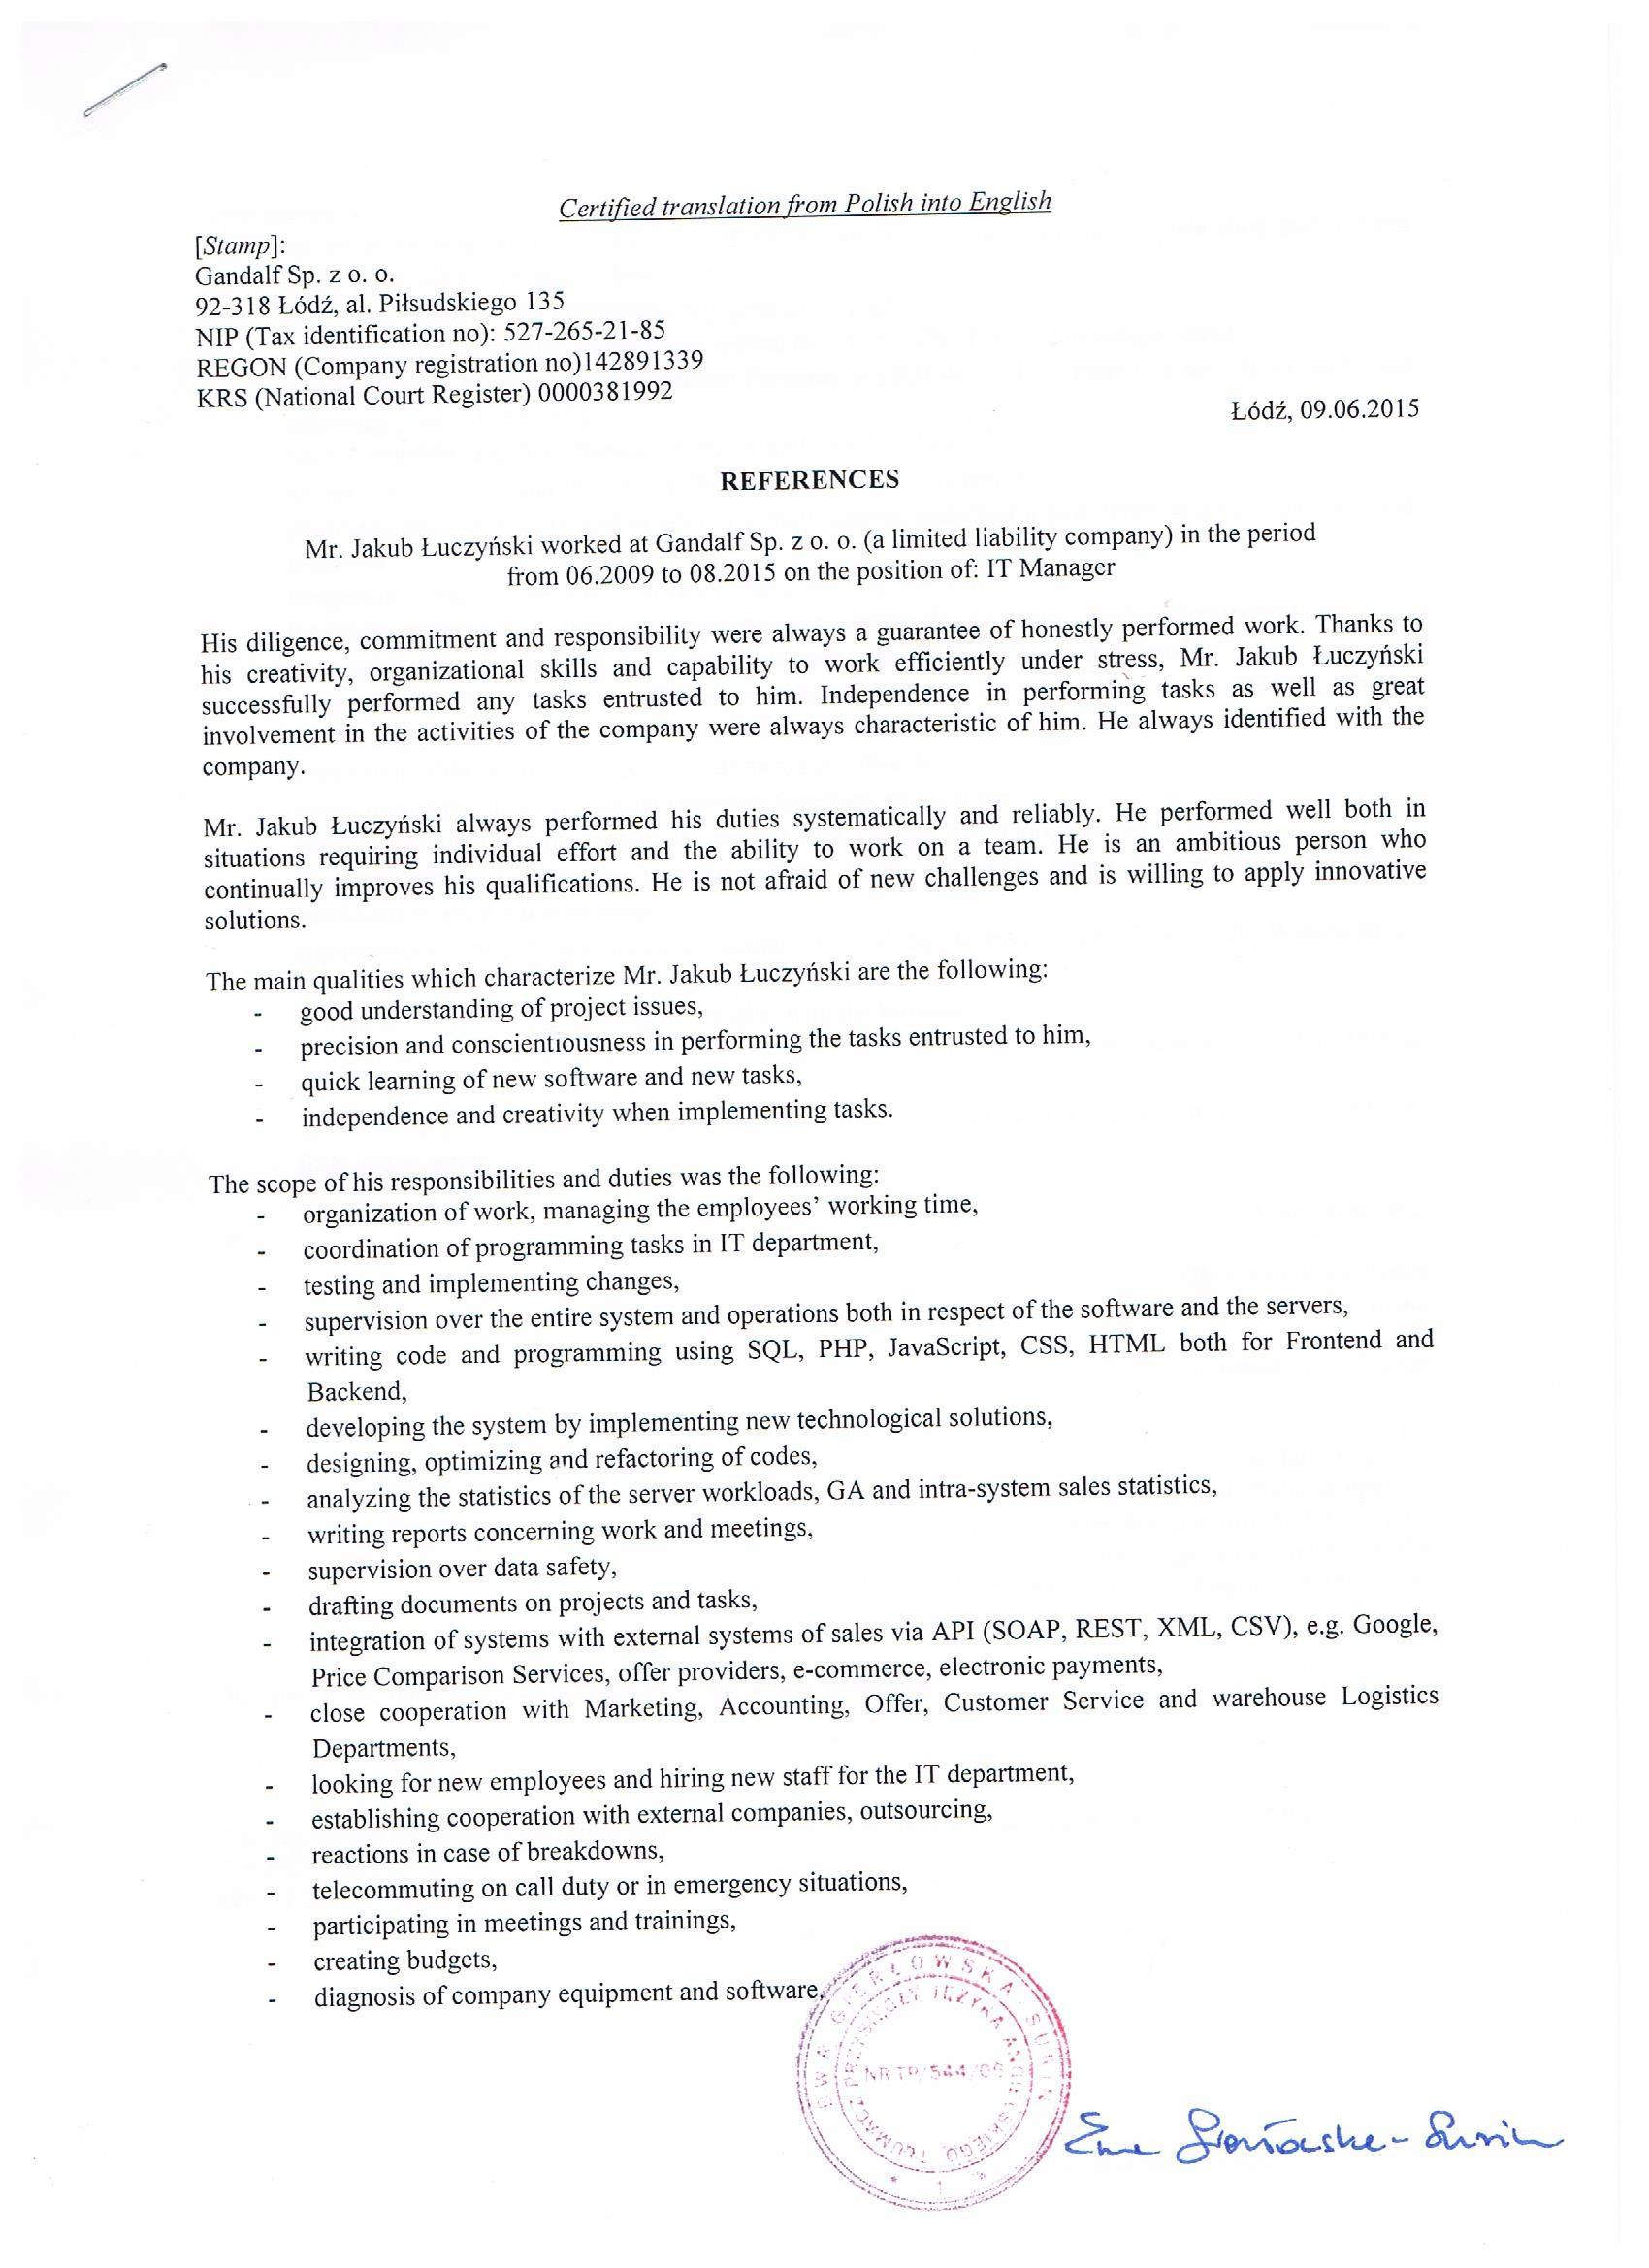 Certified translation from Polish into English
[Stamp]:
Gandalf Sp. z o. o.
92-318 Łódź, al. Piłsudskiego 135
NIP (Tax identification no): 527-265-21-85
REGON (Company registration no)142891339
KRS (National Court Register) 0000381992
Łódź, 09.06.2015
REFERENCES
Mr. Jakub Łuczyński worked at Gandalf Sp. z o. o. (a limited liability company) in the period
from 06.2009 to 08.2015 on the position of: IT Manager
His diligence, commitment and responsibility were always a guarantee of honestly performed work. Thanks to
his creativity, organizational skills and capability to work efficiently under stress, Mr. Jakub Łuczyński
successfully performed any tasks entrusted to him. Independence in performing tasks as well as great
involvement in the activities of the company were always characteristic of him. He always identified with the
company.
Mr. Jakub Łuczyński always performed his duties systematically and reliably. He performed well both in
situations requiring individual effort and the ability to work on a team. He is an ambitious person who
continually improves his qualifications. He is not afraid of new challenges and is willing to apply innovative
solutions.
The main qualities which characterize Mr. Jakub Łuczyński are the following:
- good understanding of project issues,
- precision and conscientiousness in performing the tasks entrusted to him,
- quick learning of new software and new tasks,
- independence and creativity when implementing tasks.
The scope of his responsibilities and duties was the following:
- organization of work, managing the employees' working time,
- coordination of programming tasks in IT department,
- testing and implementing changes,
- supervision over the entire system and operations both in respect of the software and the servers,
- writing code and programming using SQL, PHP, JavaScript, CSS, HTML both for Frontend and
Backend,
- developing the system by implementing new technological solutions,
- designing, optimizing and refactoring of codes,
- analyzing the statistics of the server workloads, GA and intra-system sales statistics,
- writing reports concerning work and meetings,
- supervision over data safety,
- drafting documents on projects and tasks,
- integration of systems with external systems of sales via API (SOAP, REST, XML, CSV), e.g. Google,
Price Comparison Services, offer providers, e-commerce, electronic payments,
- close cooperation with Marketing, Accounting, Offer, Customer Service and warehouse Logistics
Departments,
- looking for new employees and hiring new staff for the IT department,
- establishing cooperation with external companies, outsourcing,
- reactions in case of breakdowns,
- telecommuting on call duty or in emergency situations,
- participating in meetings and trainings,
- creating budgets,
- diagnosis of company equipment and software,
EWA
TŁUMACZ PRZYSIĘGŁY JĘZYKA ANGIELSKIEGO
NR TP/544/05
1